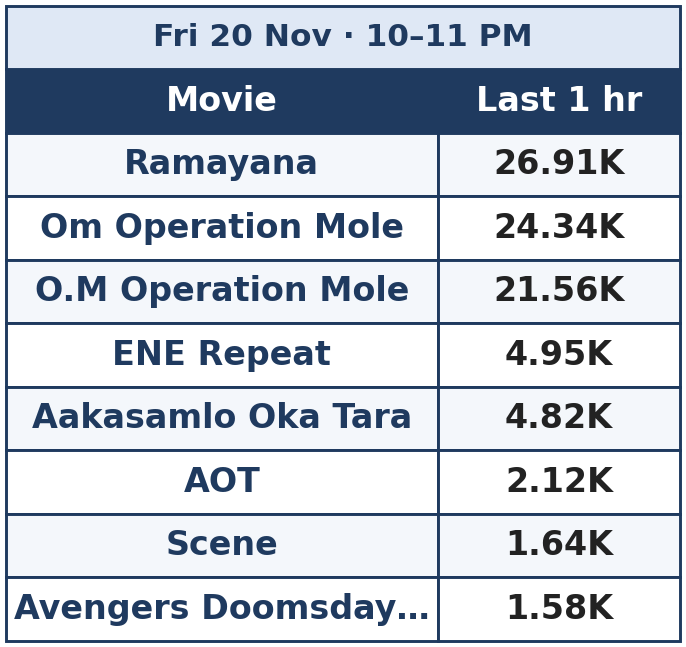 Fri 20 Nov · 10–11 PM
Movie Last 1 hr
Ramayana 26.91K
Om Operation Mole 24.34K
O.M Operation Mole 21.56K
ENE Repeat 4.95K
Aakasamlo Oka Tara 4.82K
AOT 2.12K
Scene 1.64K
Avengers Doomsday... 1.58K